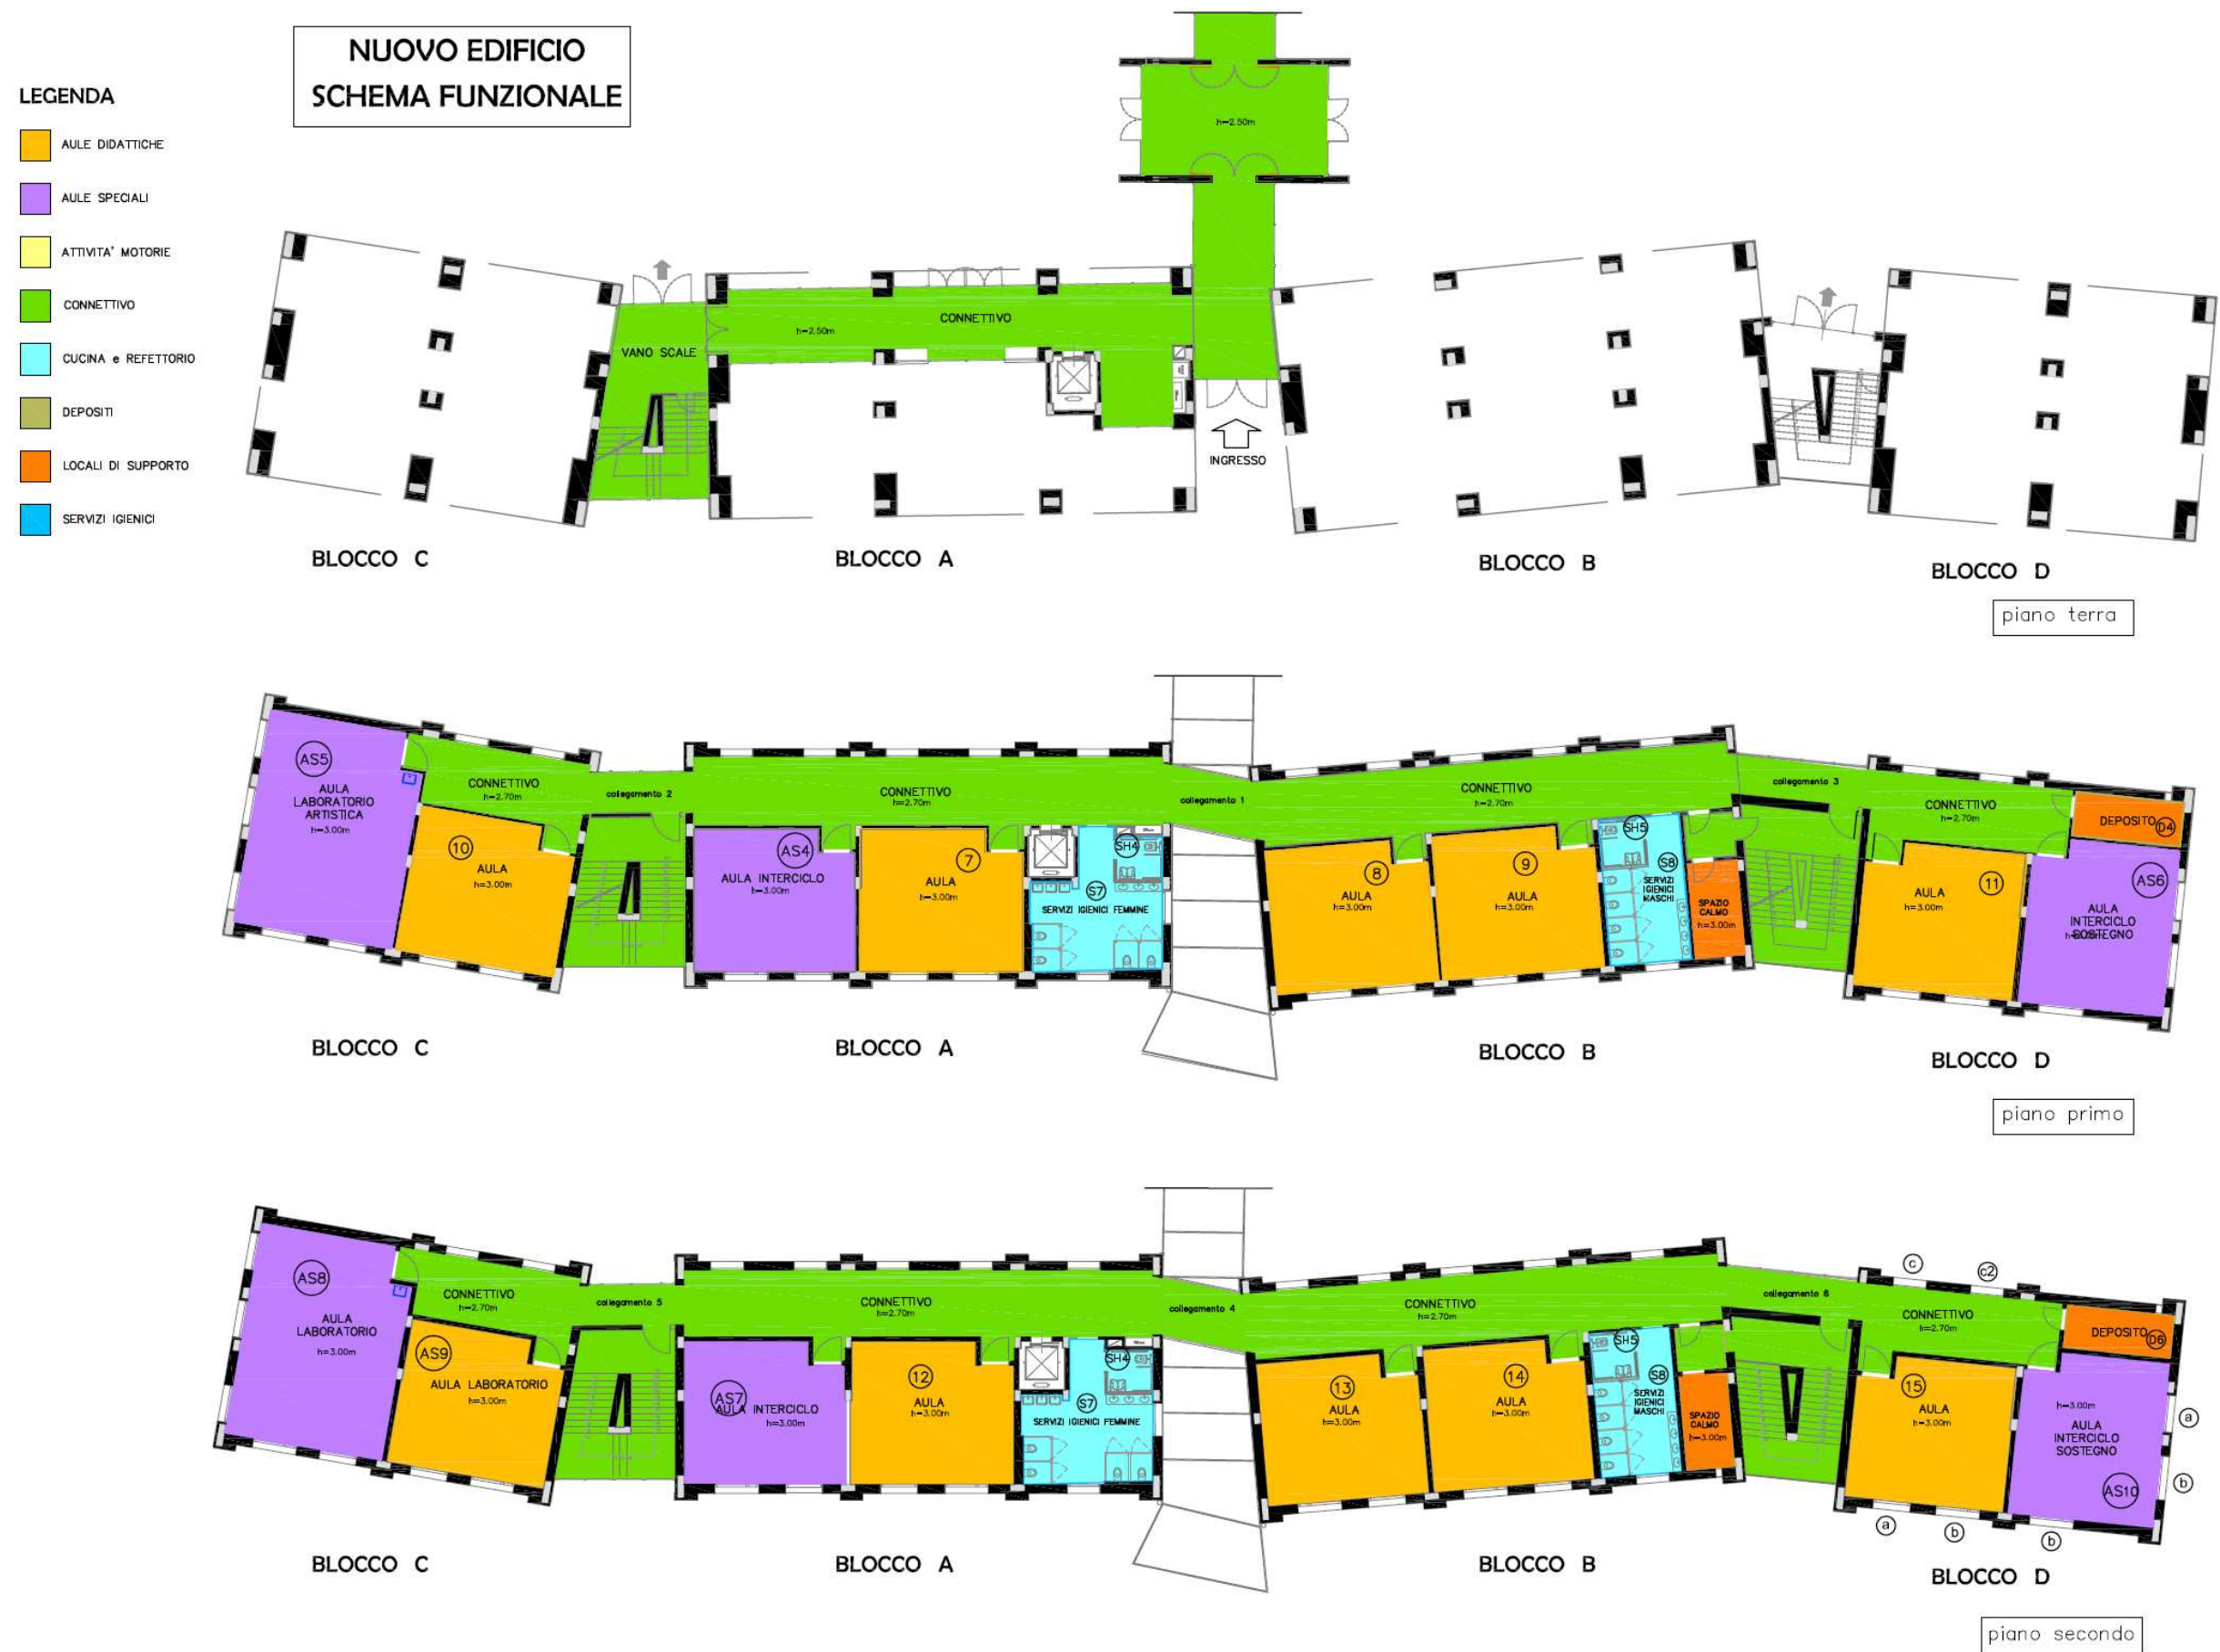 NUOVO EDIFICIO
SCHEMA FUNZIONALE
LEGENDA
AULE DIDATTICHE
AULE SPECIALI
ATTIVITA' MOTORIE
CONNETTIVO
CUCINA e REFETTORIO
DEPOSITI
LOCALI DI SUPPORTO
SERVIZI IGIENICI
h=2.50m
CONNETTIVO
h=2.50m
VANO SCALE
INGRESSO
BLOCCO C
BLOCCO A
BLOCCO B
BLOCCO D
piano terra
AS5
AULA
LABORATORIO
ARTISTICA
h=3.00m
CONNETTIVO
h=2.70m
10
AULA
h=3.00m
collegamento 2
CONNETTIVO
h=2.70m
AS4
AULA INTERCICLO
h=3.00m
7
AULA
h=3.00m
SH4
S7
SERVIZI IGIENICI FEMMINE
collegamento 1
CONNETTIVO
h=2.70m
8
AULA
h=3.00m
9
AULA
h=3.00m
SH5
S8
SERVIZI
IGIENICI
MASCHI
SPAZIO
CALMO
h=3.00m
collegamento 3
CONNETTIVO
h=2.70m
DEPOSITO
D4
11
AULA
h=3.00m
AS6
AULA
INTERCICLO
SOSTEGNO
BLOCCO C
BLOCCO A
BLOCCO B
BLOCCO D
piano primo
AS8
AULA
LABORATORIO
h=3.00m
CONNETTIVO
h=2.70m
AS9
AULA LABORATORIO
h=3.00m
collegamento 5
CONNETTIVO
h=2.70m
AS7
AULA INTERCICLO
h=3.00m
12
AULA
h=3.00m
SH4
S7
SERVIZI IGIENICI FEMMINE
collegamento 4
CONNETTIVO
h=2.70m
13
AULA
h=3.00m
14
AULA
h=3.00m
SH5
S8
SERVIZI
IGIENICI
MASCHI
SPAZIO
CALMO
h=3.00m
collegamento 6
c
c2
CONNETTIVO
h=2.70m
DEPOSITO
D6
15
AULA
h=3.00m
h=3.00m
AULA
INTERCICLO
SOSTEGNO
AS10
a
b
a
b
b
BLOCCO C
BLOCCO A
BLOCCO B
BLOCCO D
piano secondo